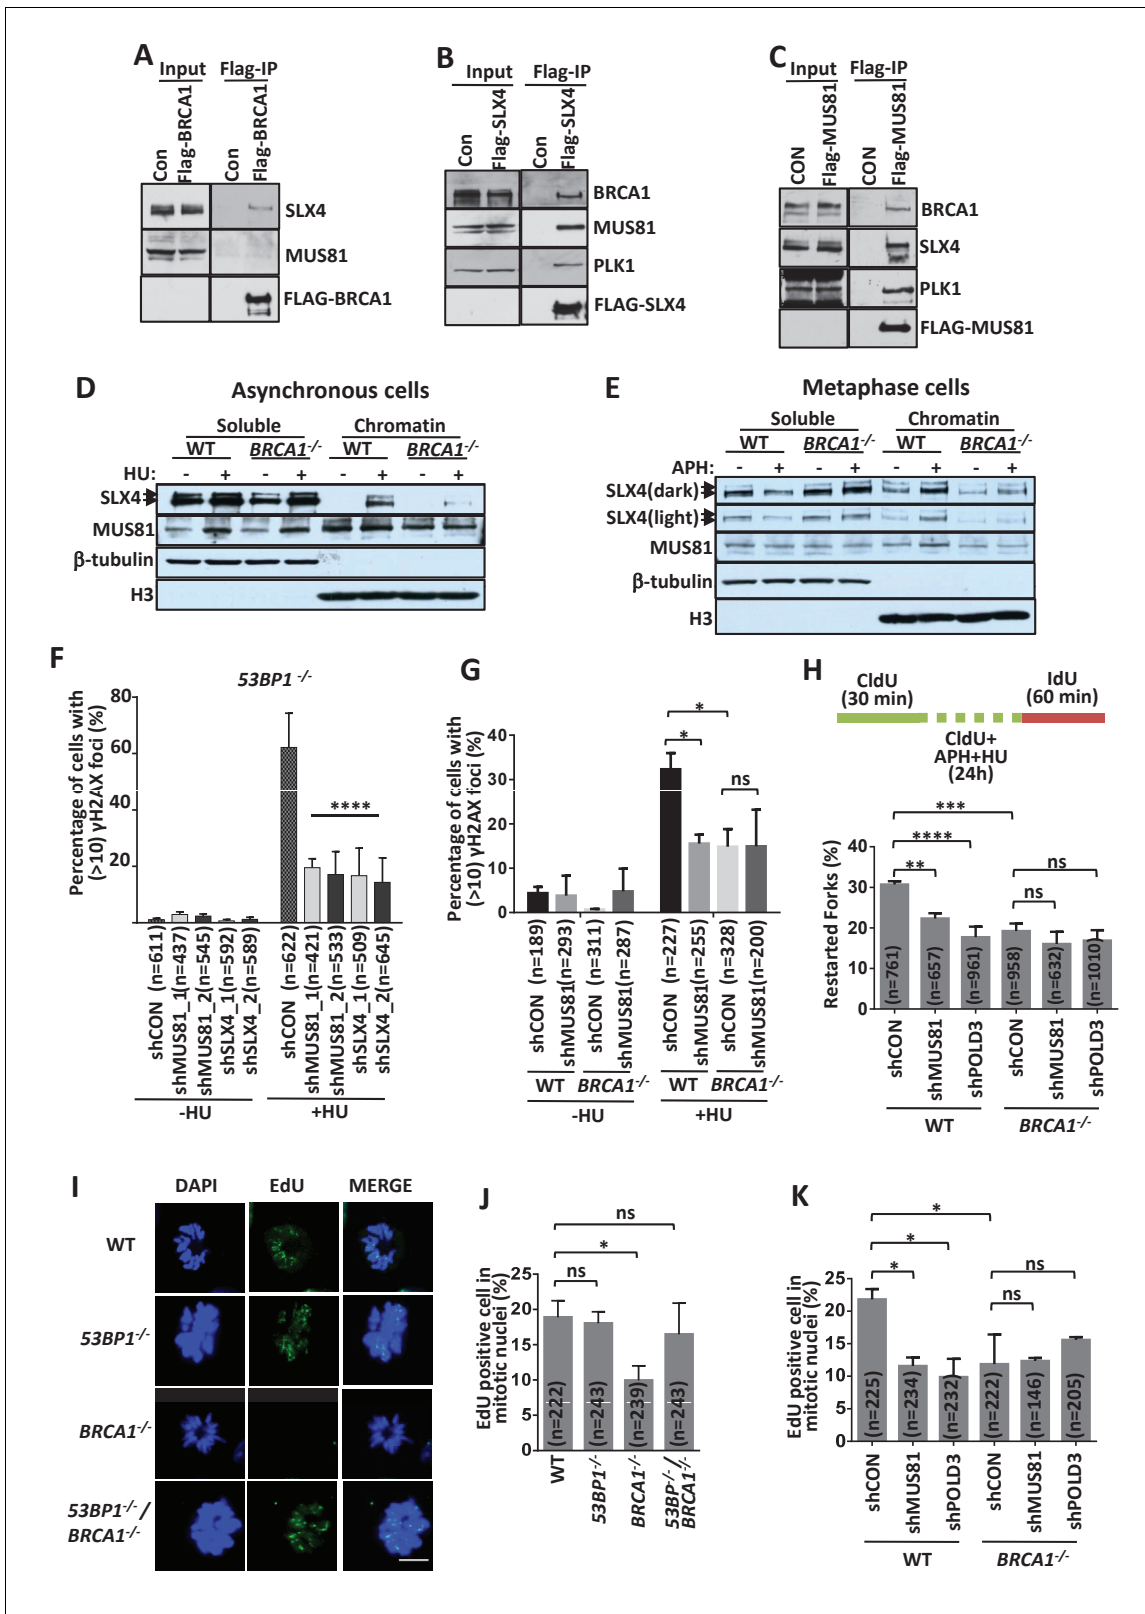 A
Input
Flag-IP
Con
Flag-BRCA1
Con
Flag-BRCA1
SLX4
MUS81
FLAG-BRCA1
B
Input
Flag-IP
Con
Flag-SLX4
Con
Flag-SLX4
BRCA1
MUS81
PLK1
FLAG-SLX4
C
Input
Flag-IP
CON
Flag-MUS81
CON
Flag-MUS81
BRCA1
SLX4
PLK1
FLAG-MUS81
D
Asynchronous cells
Soluble
Chromatin
WT
BRCA1-/-
WT
BRCA1-/-
HU: - + - + - + - +
SLX4
MUS81
β-tubulin
H3
E
Metaphase cells
Soluble
Chromatin
WT
BRCA1-/-
WT
BRCA1-/-
APH: - + - + - + - +
SLX4(dark)
SLX4(light)
MUS81
β-tubulin
H3
F
53BP1 -/-
Percentage of cells with
(>10) γH2AX foci (%)
80
60
40
20
****
shCON (n=611)
shMUS81_1 (n=437)
shMUS81_2 (n=545)
shSLX4_1 (n=592)
shSLX4_2 (n=589)
shCON (n=622)
shMUS81_1 (n=421)
shMUS81_2 (n=533)
shSLX4_1 (n=509)
shSLX4_2 (n=645)
-HU
+HU
G
Percentage of cells with
(>10) γH2AX foci (%)
40
30
20
10
0
*
*
ns
shCON (n=189)
shMUS81 (n=293)
shCON (n=311)
shMUS81 (n=287)
shCON (n=227)
shMUS81 (n=255)
shCON (n=328)
shMUS81 (n=200)
WT
BRCA1-/-
WT
BRCA1-/-
-HU
+HU
H
CldU
(30 min)
IdU
(60 min)
CldU+
APH+HU
(24h)
Restarted Forks (%)
40
30
20
10
0
***
****
**
ns
ns
(n=761)
(n=657)
(n=961)
(n=958)
(n=632)
(n=1010)
shCON
shMUS81
shPOLD3
shCON
shMUS81
shPOLD3
WT
BRCA1-/-
I
DAPI
EdU
MERGE
WT
53BP1-/-
BRCA1-/-
53BP1-/-/
BRCA1-/-
J
EdU positive cell in
mitotic nuclei (%)
25
20
15
10
5
0
ns
*
ns
(n=222)
(n=243)
(n=239)
(n=243)
WT
53BP1-/-
BRCA1-/-
53BP-/-/
BRCA1-/-
K
EdU positive cell in
mitotic nuclei (%)
25
20
15
10
5
0
*
*
*
ns
ns
(n=225)
(n=234)
(n=232)
(n=222)
(n=146)
(n=205)
shCON
shMUS81
shPOLD3
shCON
shMUS81
shPOLD3
WT
BRCA1-/-